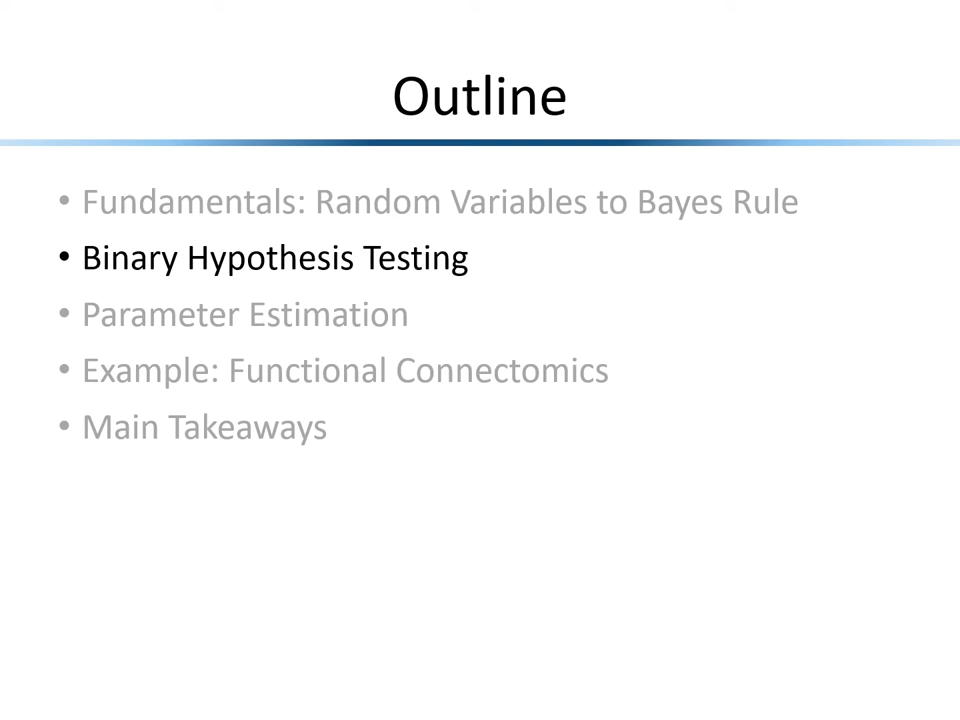 Outline
• Fundamentals: Random Variables to Bayes Rule
• Binary Hypothesis Testing
• Parameter Estimation
• Example: Functional Connectomics
• Main Takeaways